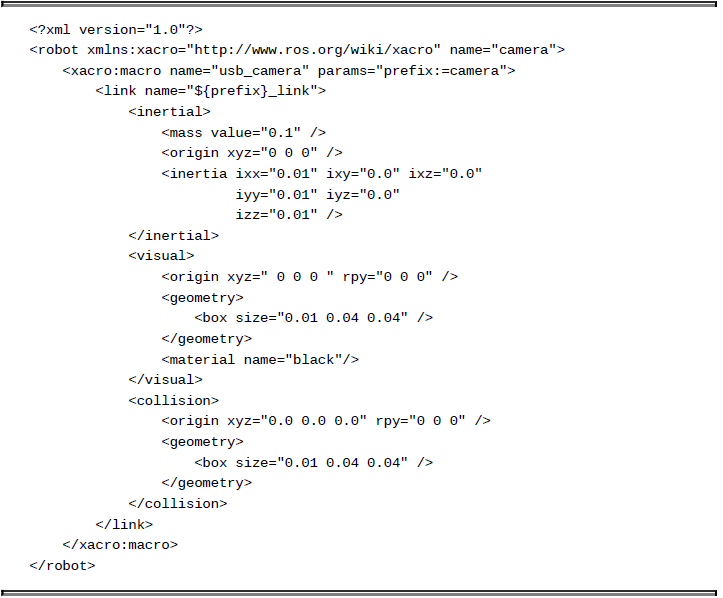 <?xml version="1.0"?>
<robot xmlns:xacro="http://www.ros.org/wiki/xacro" name="camera">
    <xacro:macro name="usb_camera" params="prefix:=camera">
        <link name="${prefix}_link">
            <inertial>
                <mass value="0.1" />
                <origin xyz="0 0 0" />
                <inertia ixx="0.01" ixy="0.0" ixz="0.0"
                         iyy="0.01" iyz="0.0"
                         izz="0.01" />
            </inertial>
            <visual>
                <origin xyz=" 0 0 0 " rpy="0 0 0" />
                <geometry>
                    <box size="0.01 0.04 0.04" />
                </geometry>
                <material name="black"/>
            </visual>
            <collision>
                <origin xyz="0.0 0.0 0.0" rpy="0 0 0" />
                <geometry>
                    <box size="0.01 0.04 0.04" />
                </geometry>
            </collision>
        </link>
    </xacro:macro>
</robot>